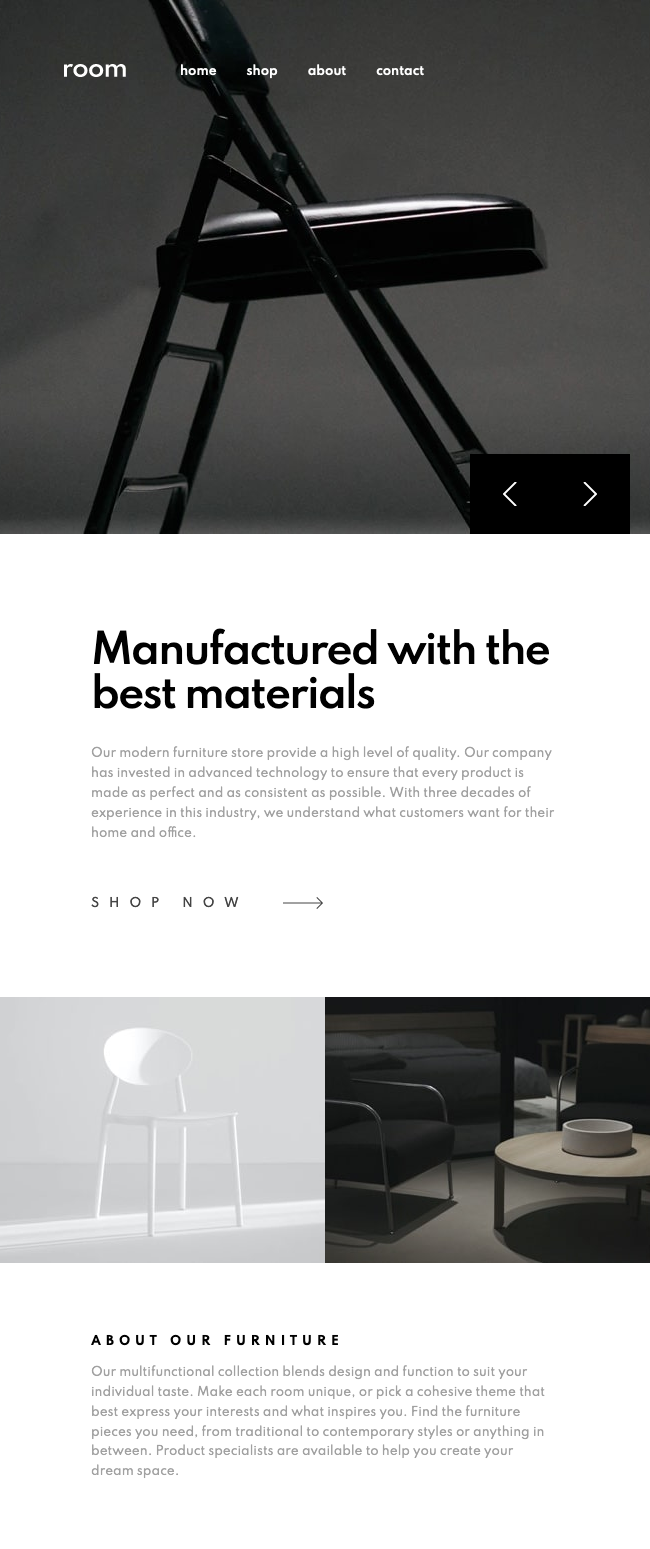 room home shop about contact
Manufactured with the
best materials
Our modern furniture store provide a high level of quality. Our company
has invested in advanced technology to ensure that every product is
made as perfect and as consistent as possible. With three decades of
experience in this industry, we understand what customers want for their
home and office.
SHOP NOW
ABOUT OUR FURNITURE
Our multifunctional collection blends design and function to suit your
individual taste. Make each room unique, or pick a cohesive theme that
best express your interests and what inspires you. Find the furniture
pieces you need, from traditional to contemporary styles or anything in
between. Product specialists are available to help you create your
dream space.